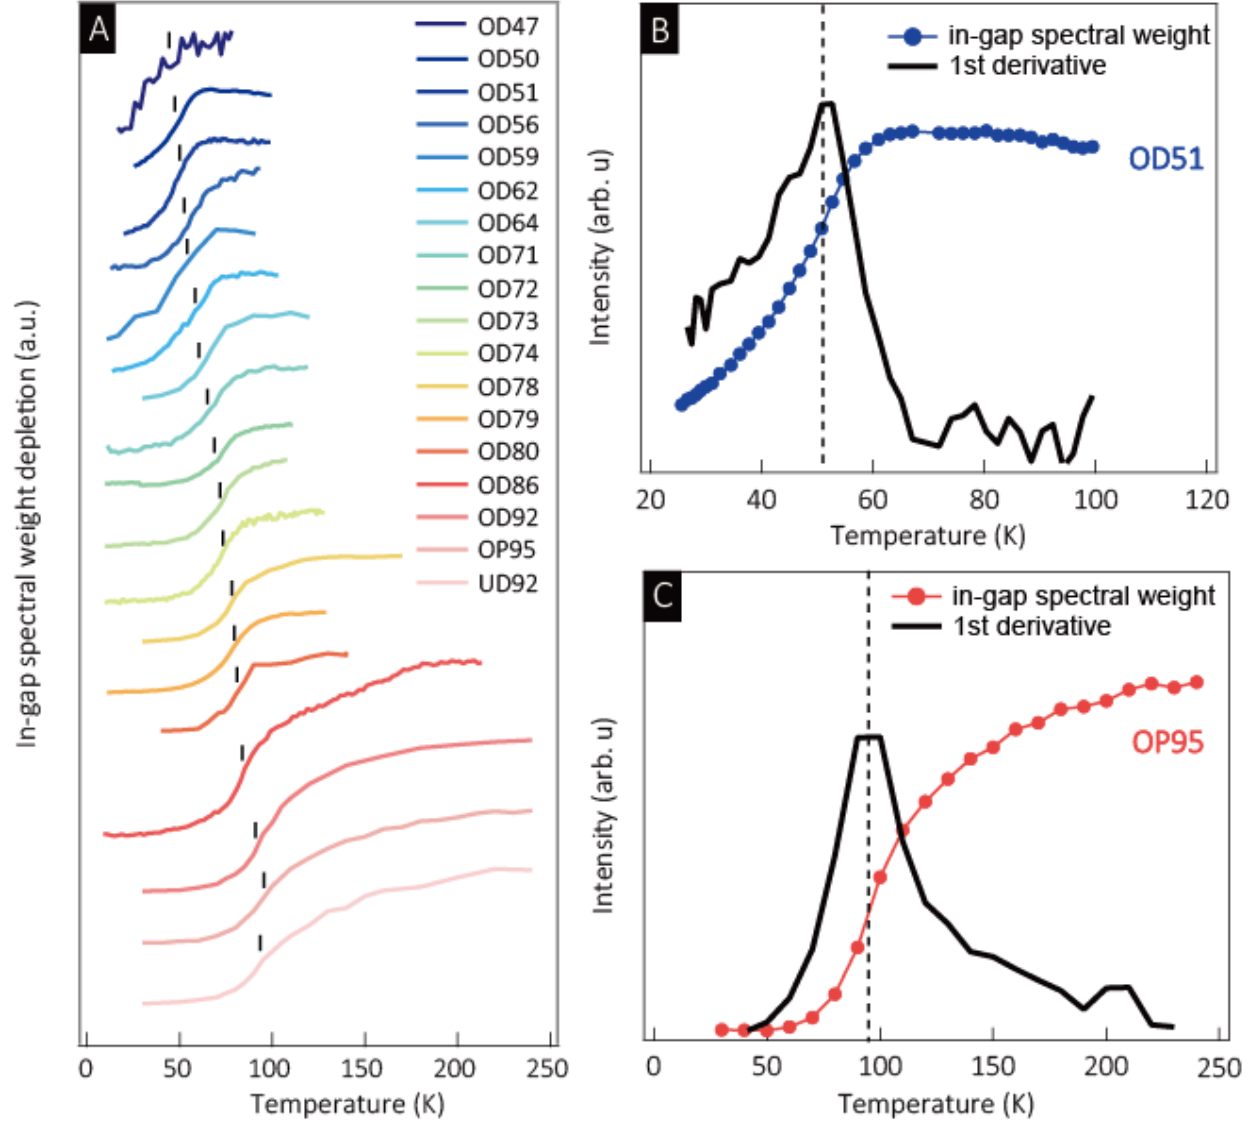 A
OD47
OD50
OD51
OD56
OD59
OD62
OD64
OD71
OD72
OD73
OD74
OD78
OD79
OD80
OD86
OD92
OP95
UD92
In-gap spectral weight depletion (a.u.)
0 50 100 150 200 250
Temperature (K)
B
in-gap spectral weight
1st derivative
OD51
Intensity (arb. u)
20 40 60 80 100 120
Temperature (K)
C
in-gap spectral weight
1st derivative
OP95
Intensity (arb. u)
0 50 100 150 200 250
Temperature (K)